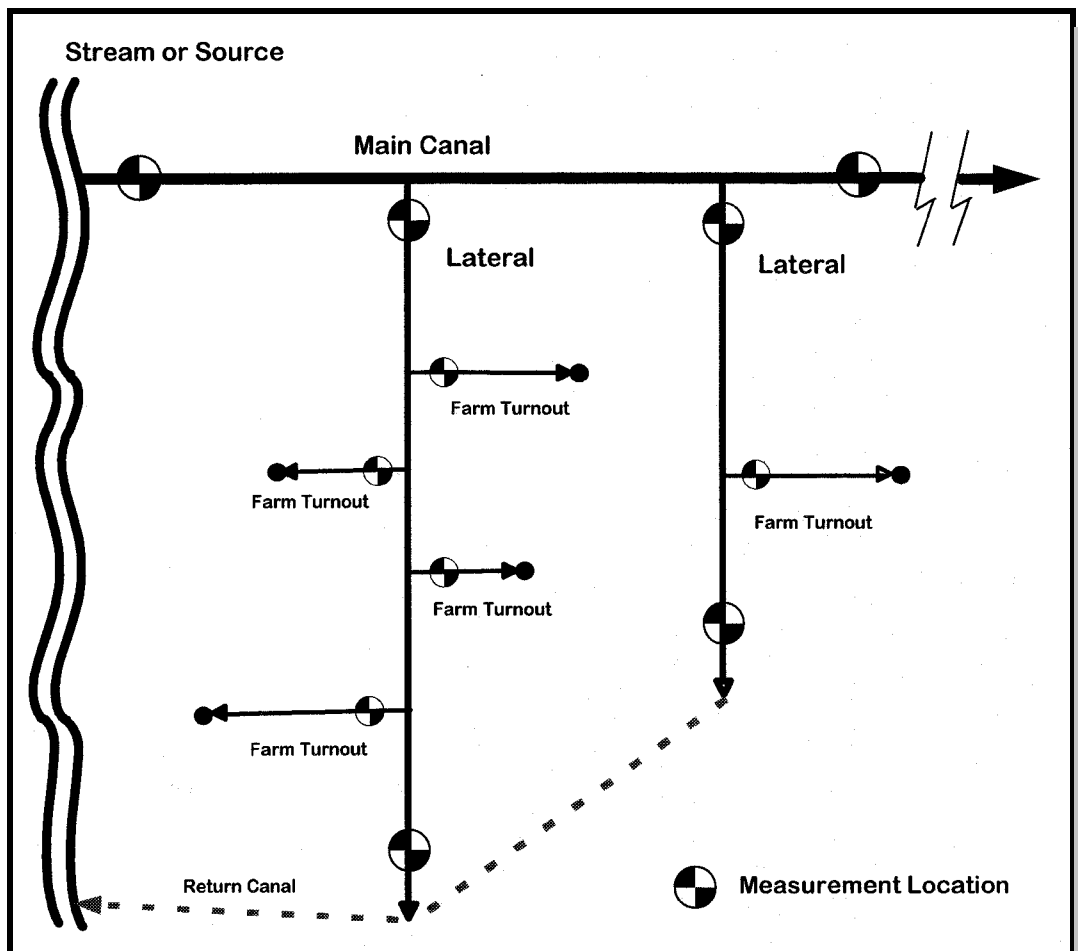 Stream or Source
Main Canal
Lateral
Lateral
Farm Turnout
Farm Turnout
Farm Turnout
Farm Turnout
Farm Turnout
Return Canal
Measurement Location